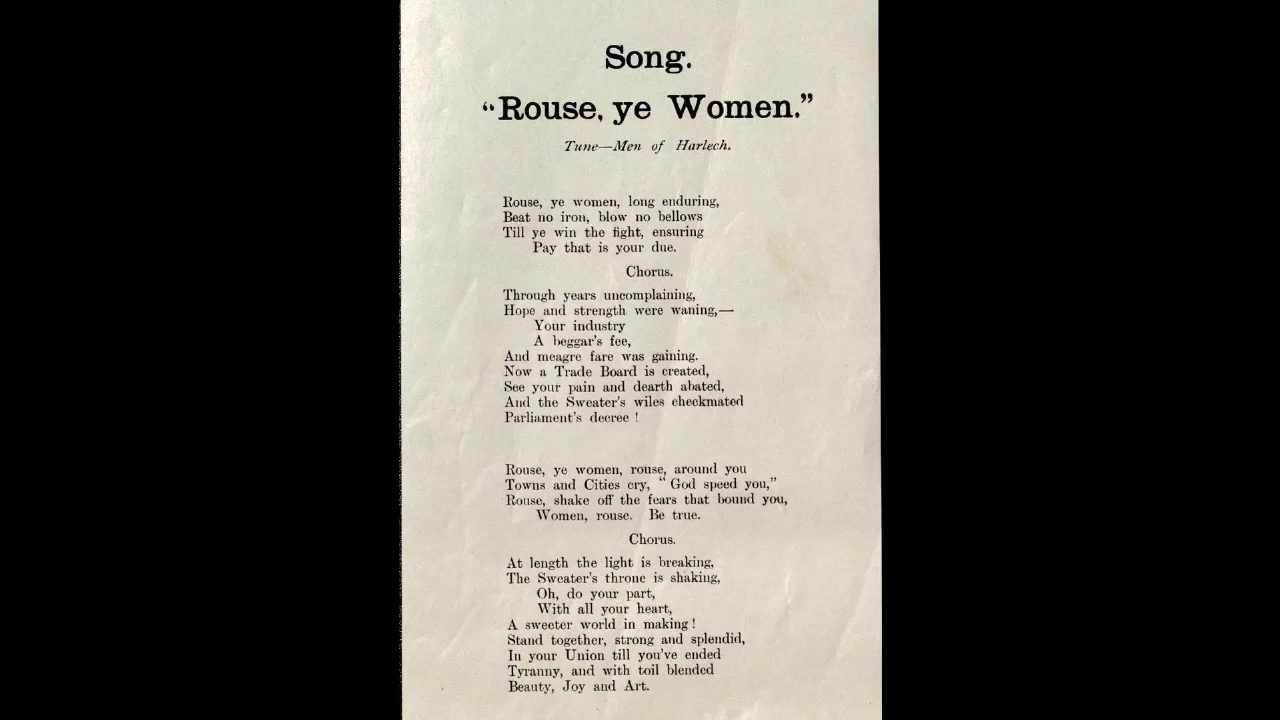 Song.
“Rouse, ye Women.”
Tune—Men of Harlech.
Rouse, ye women, long enduring,
Beat no iron, blow no bellows
Till ye win the fight, ensuring
Pay that is your due.
Chorus.
Through years uncomplaining,
Hope and strength were waning,—
Your industry
A beggar's fee,
And meagre fare was gaining.
Now a Trade Board is created,
See your pain and dearth abated,
And the Sweater's wiles checkmated
Parliament's decree !
Rouse, ye women, rouse, around you
Towns and Cities cry, “ God speed you,”
Rouse, shake off the fears that bound you,
Women, rouse. Be true.
Chorus.
At length the light is breaking,
The Sweater's throne is shaking,
Oh, do your part,
With all your heart,
A sweeter world in making !
Stand together, strong and splendid,
In your Union till you've ended
Tyranny, and with toil blended
Beauty, Joy and Art.